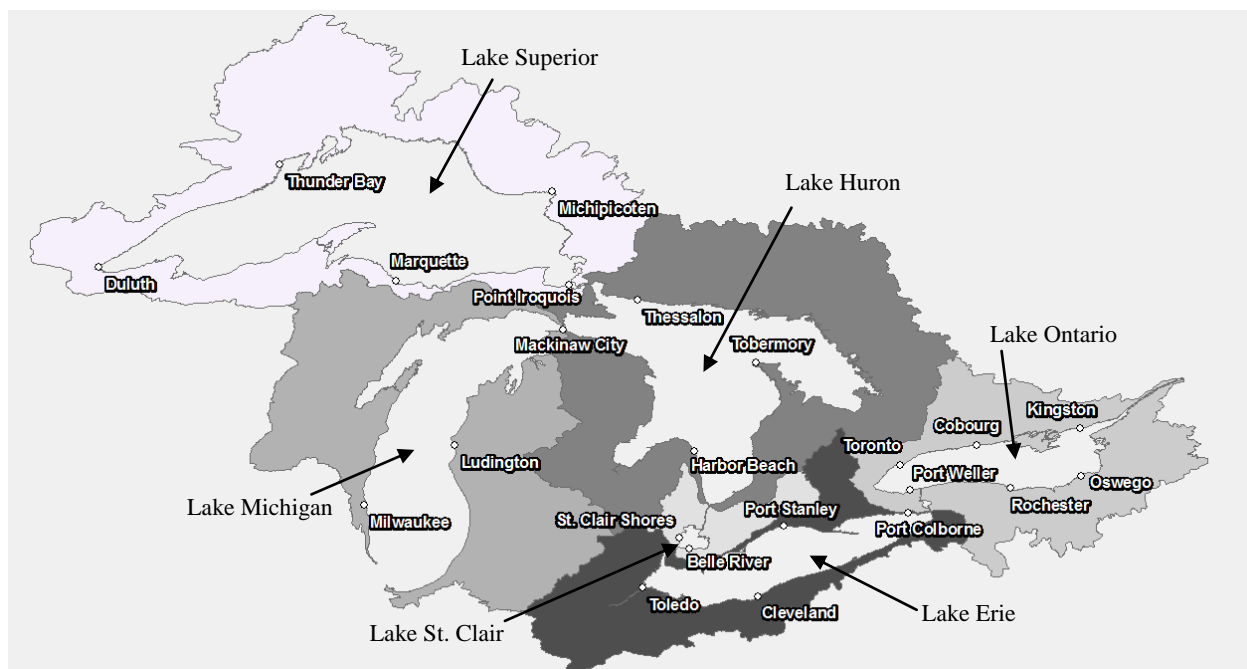 Lake Superior
Thunder Bay
Lake Huron
Michipicoten
Marquette
Duluth
Point Iroquois
Thessalon
Mackinaw City
Tobermory
Lake Ontario
Kingston
Cobourg
Toronto
Ludington
Harbor Beach
Port Weller
Oswego
Rochester
Lake Michigan
Milwaukee
St. Clair Shores
Port Stanley
Port Colborne
Belle River
Toledo
Cleveland
Lake Erie
Lake St. Clair